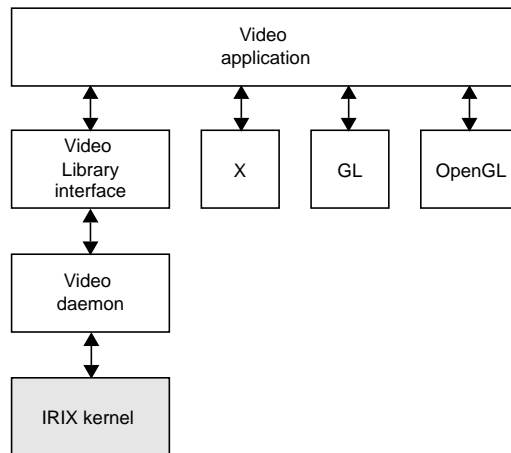 Video
application
Video
Library
interface
X
GL
OpenGL
Video
daemon
IRIX kernel